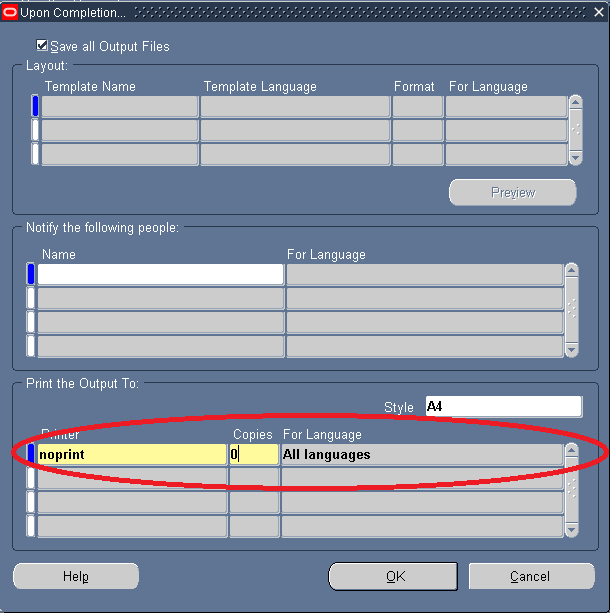 Upon Completion...
Save all Output Files
Layout:
Template Name Template Language Format For Language
Preview
Notify the following people:
Name For Language
Print the Output To:
Style A4
Printer Copies For Language
noprint 0 All languages
Help OK Cancel